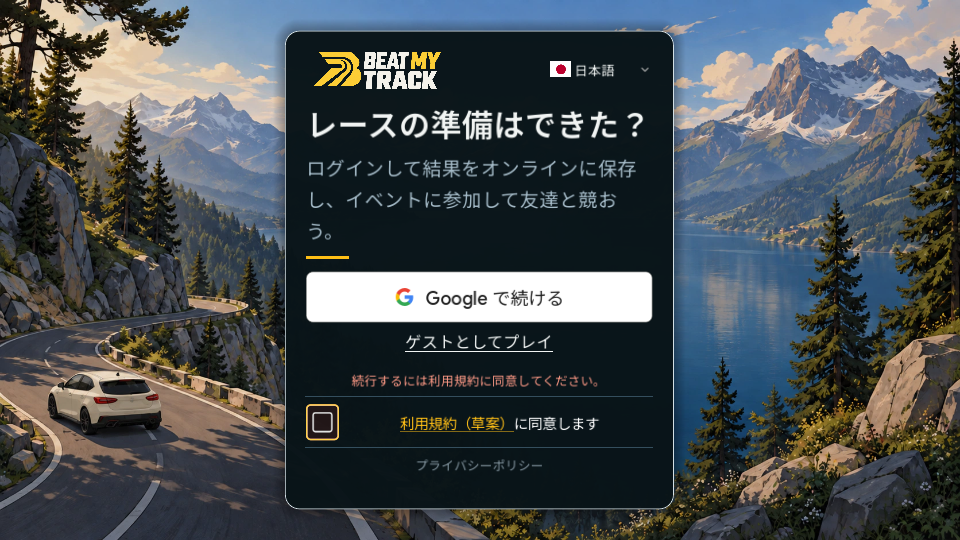 BEAT MY
TRACK
日本語
レースの準備はできた？
ログインして結果をオンラインに保存
し、イベントに参加して友達と競お
う。
Google で続ける
ゲストとしてプレイ
続行するには利用規約に同意してください。
利用規約（草案）に同意します
プライバシーポリシー